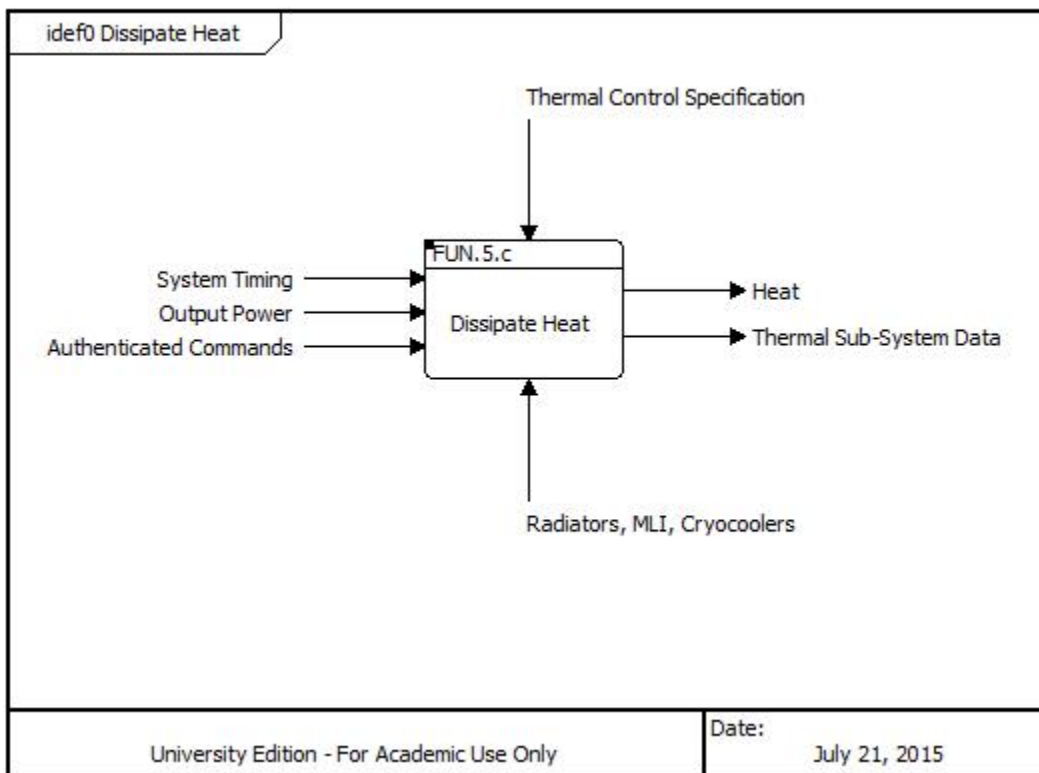 idef0 Dissipate Heat
Thermal Control Specification
FUN.5.c
System Timing
Output Power
Authenticated Commands
Dissipate Heat
Heat
Thermal Sub-System Data
Radiators, MLI, Cryocoolers
University Edition - For Academic Use Only
Date:
July 21, 2015